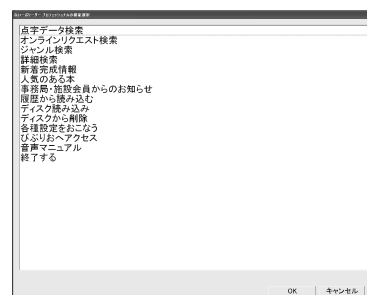 点字データ検索
オンラインリクエスト検索
ジャンル検索
詳細検索
新着完成情報
人気のある本
事務局・施設会員からのお知らせ
履歴から読み込む
ディスク読み込み
ディスクから削除
各種設定をおこなう
びぶりおへアクセス
音声マニュアル
終了する
OK キャンセル